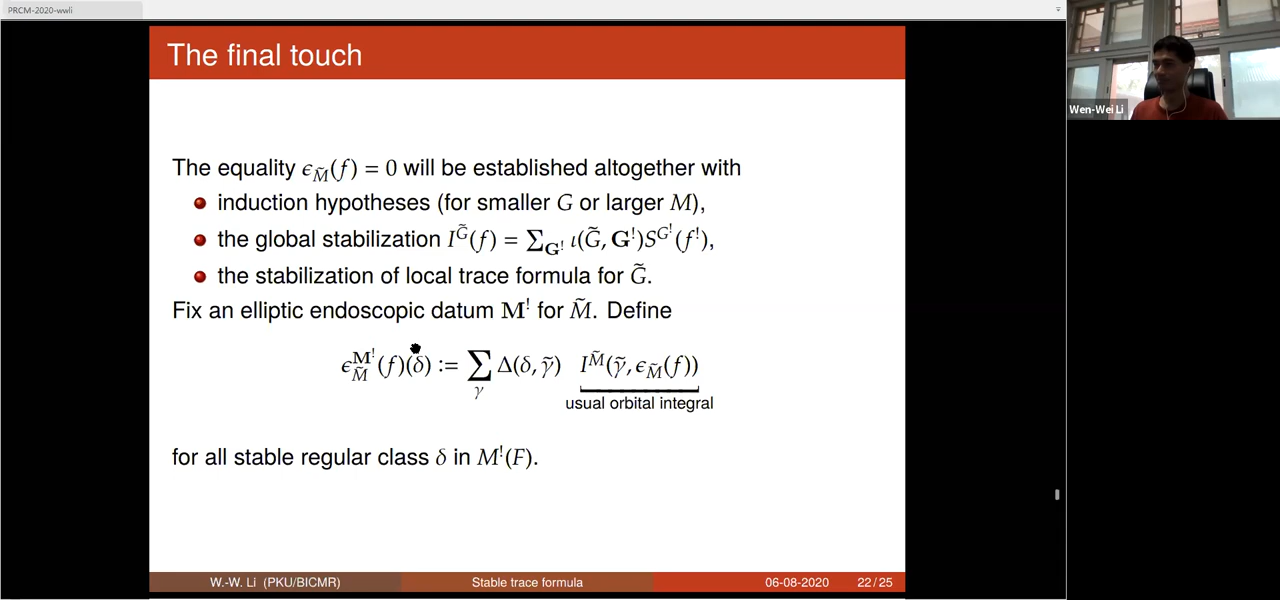 PRCM-2020-wwli
The final touch
The equality ϵ_M̃(f) = 0 will be established altogether with
induction hypotheses (for smaller G or larger M),
the global stabilization I^G̃(f) = ∑_G^! ι(G̃, G^!)S^G^!(f^!),
the stabilization of local trace formula for G̃.
Fix an elliptic endoscopic datum M^! for M̃. Define
ϵ_M̃^M^!(f)(δ) := ∑_γ Δ(δ, γ̃) I^M̃(γ̃, ϵ_M̃(f))
usual orbital integral
for all stable regular class δ in M^!(F).
W.-W. Li (PKU/BICMR) Stable trace formula 06-08-2020 22/25
Wen-Wei Li